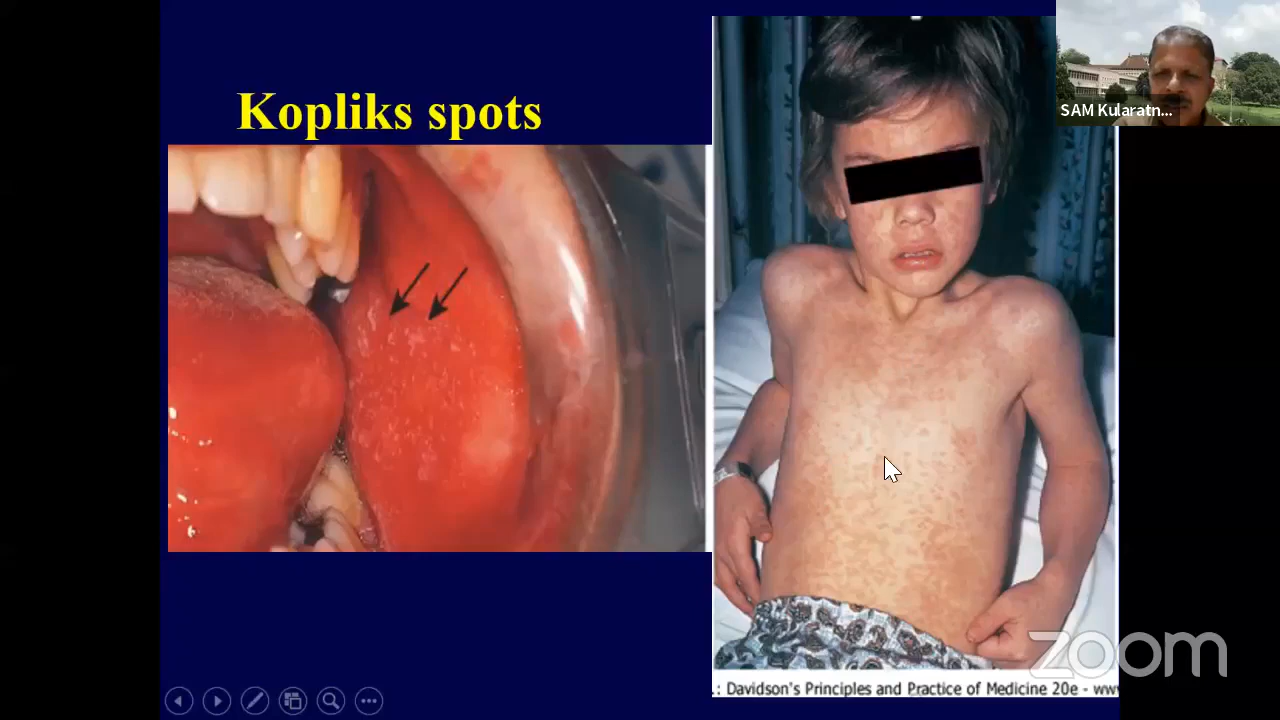 Kopliks spots
SAM Kularatn...
zoom
.: Davidson's Principles and Practice of Medicine 20e - www